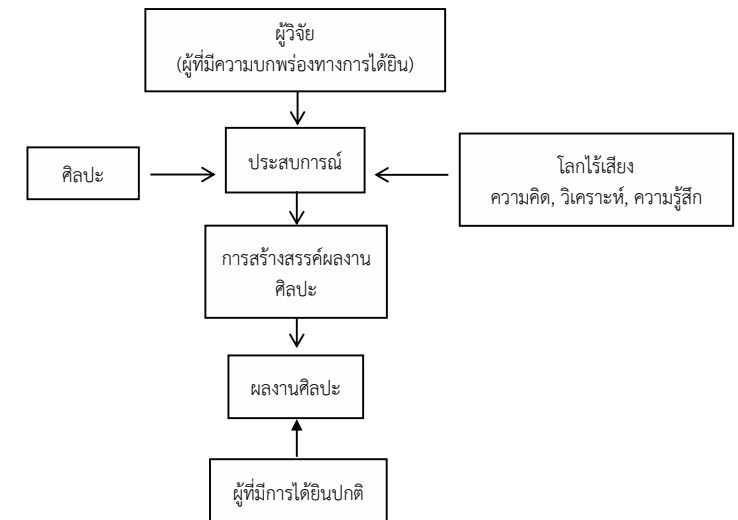 ผู้วิจัย
(ผู้ที่มีความบกพร่องทางการได้ยิน)
ศิลปะ
ประสบการณ์
โลกไร้เสียง
ความคิด, วิเคราะห์, ความรู้สึก
การสร้างสรรค์ผลงาน
ศิลปะ
ผลงานศิลปะ
ผู้ที่มีการได้ยินปกติ